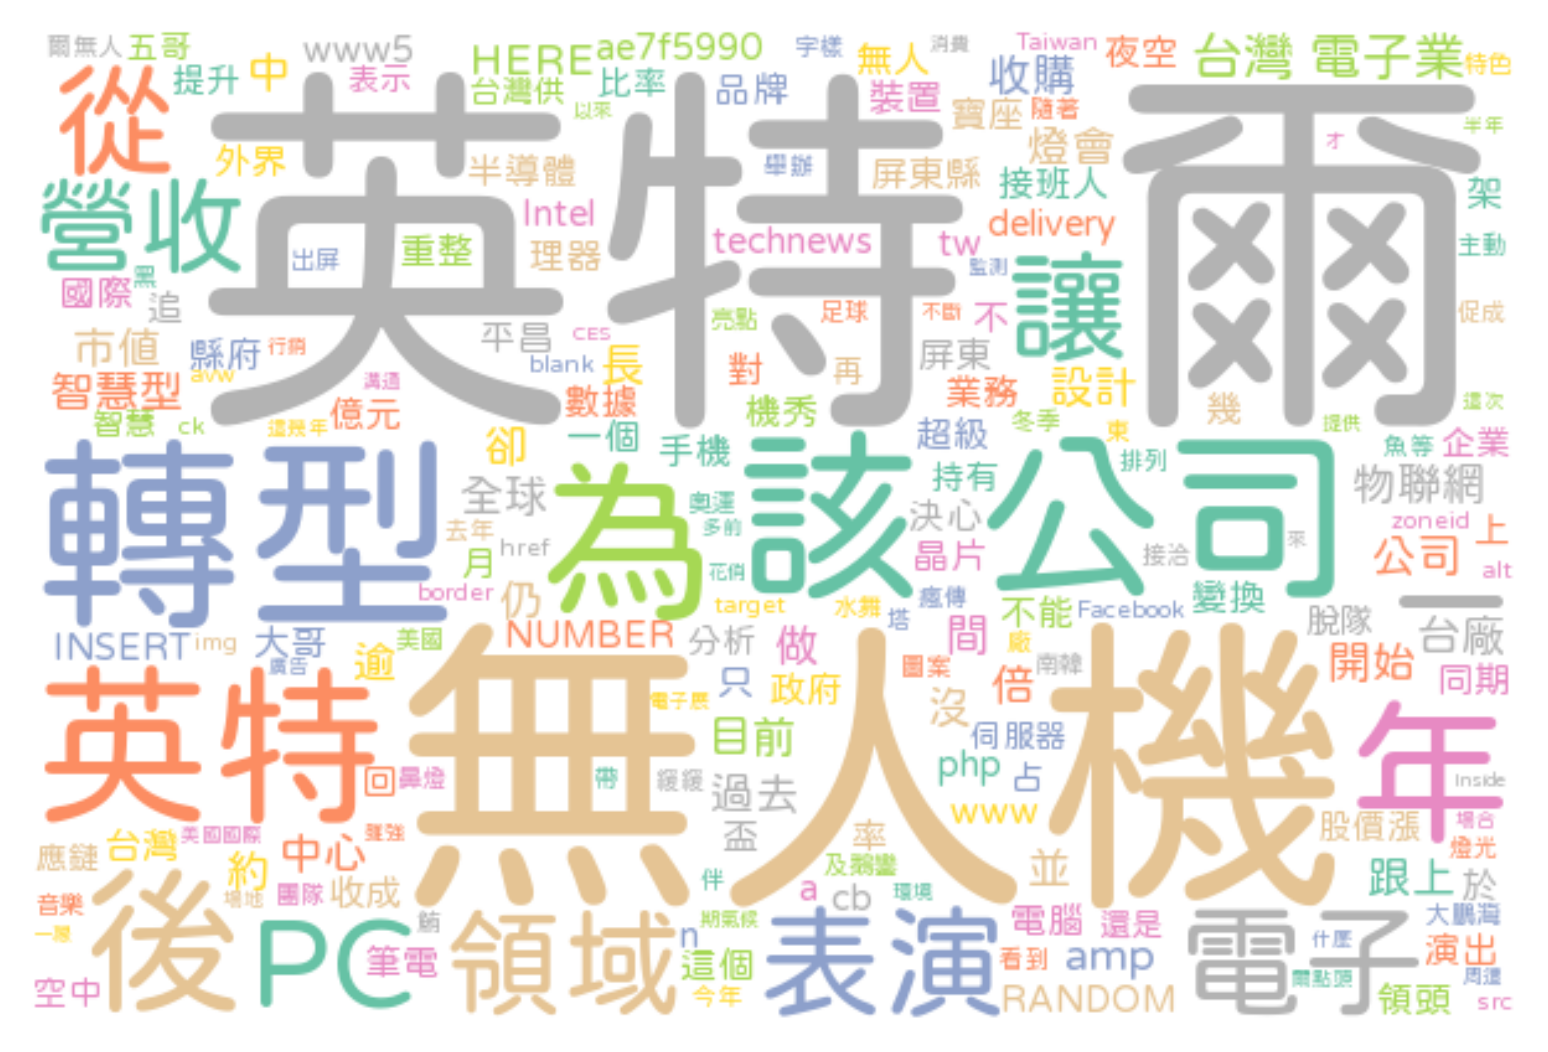 爾無人 五哥 www5 HERE ae7f5990 字樣 消費 Taiwan 夜空 台灣 電子業 特色
從 提升 中 表示 台灣供 比率 品牌 無人 收購
以來 裝置 寶座 隨著 半年
英特爾
外界 半導體 舉辦 屏東縣 燈會 才
營收 Intel 接班人 架
出屏 重整 理器 technews tw delivery 主動
國際 黑 追 監測 讓
市值 縣府 行銷 平昌 CES 亮點 足球 不斷 不 促成
智慧型 avw 溝通 blank 長 對 再 屏東 業務 設計
智慧 ck 這幾年 億元 數據 機秀 幾 這次
卻 一個 手機 超級 冬季 東 提供 魚等 企業
轉型 為 該公司
全球 奧運 持有 排列 物聯網
去年 多前 決心 zoneid 上
月 href 花俏 晶片 接洽 來 公司 alt
border 仍 target 水舞 瘋傳 不能 Facebook 變換
INSERT img 大哥 美國 NUMBER 分析 做 塔 間 廠 脫隊 一 台廠
廣告 逾 只 政府 圖案 南韓 開始 同期
英特 無人機 年
電子展 沒 倍
目前 伺服器
回 鼻燈 帶 緩緩 過去 php 占 Inside
盃 www 股價漲 場合
應鏈 台灣 美國國際 中心 率 燈光
約 及鵝鑾 並 跟上 於
後 場地 團隊 收成 伴 a cb 環境
音樂 PC 鮪 領域 期氣候 表演 電腦 還是 電子 大鵬灣
一層 筆電 n 這個 看到 amp 什麼 演出
空中 今年 RANDOM 爾點頭 領頭 周邊 src